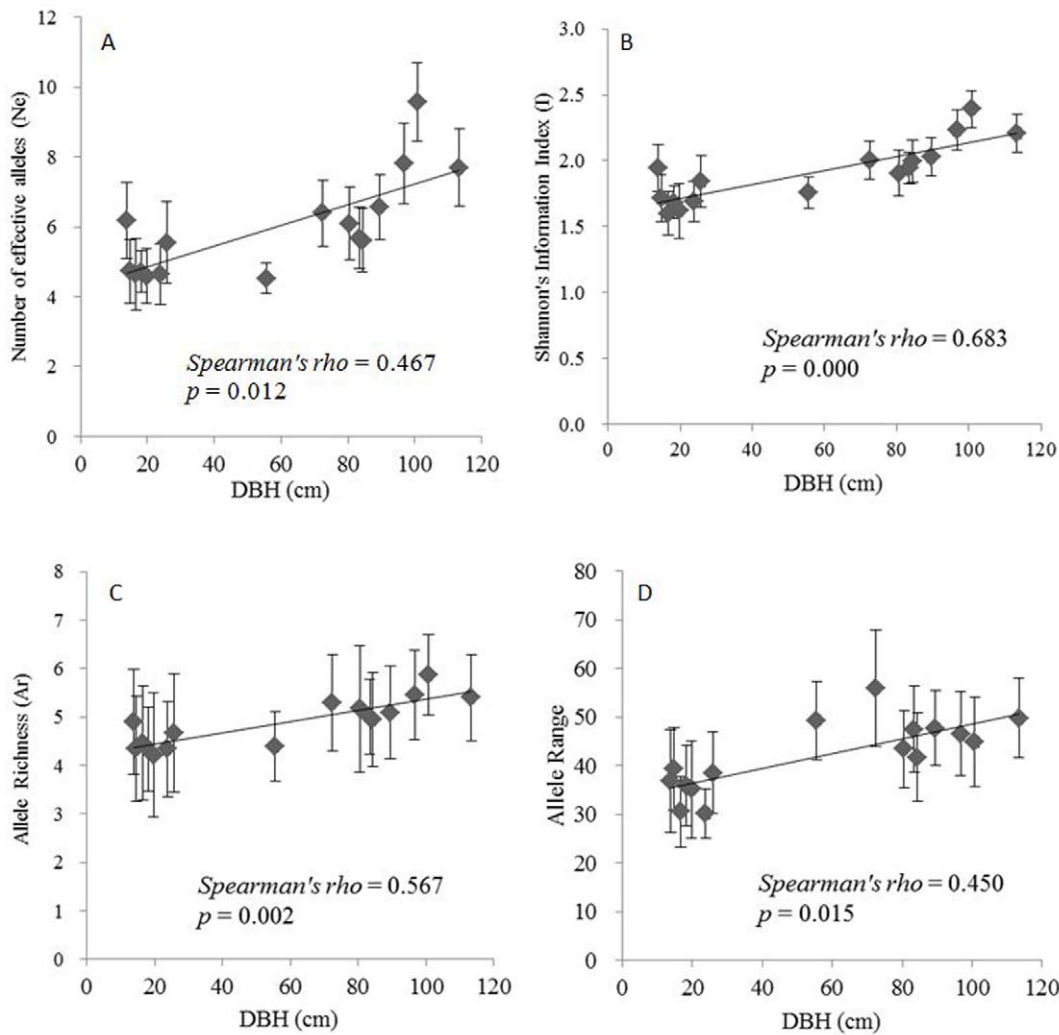 A
Number of effective alleles (Ne)
12
10
8
6
4
2
0
Spearman's rho = 0.467
p = 0.012
0 20 40 60 80 100 120
DBH (cm)
B
Shannon's Information Index (I)
3.0
2.5
2.0
1.5
1.0
0.5
0.0
Spearman's rho = 0.683
p = 0.000
0 20 40 60 80 100 120
DBH (cm)
C
Allele Richness (Ar)
8
7
6
5
4
3
2
1
0
Spearman's rho = 0.567
p = 0.002
0 20 40 60 80 100 120
DBH (cm)
D
Allele Range
80
70
60
50
40
30
20
10
0
Spearman's rho = 0.450
p = 0.015
0 20 40 60 80 100 120
DBH (cm)